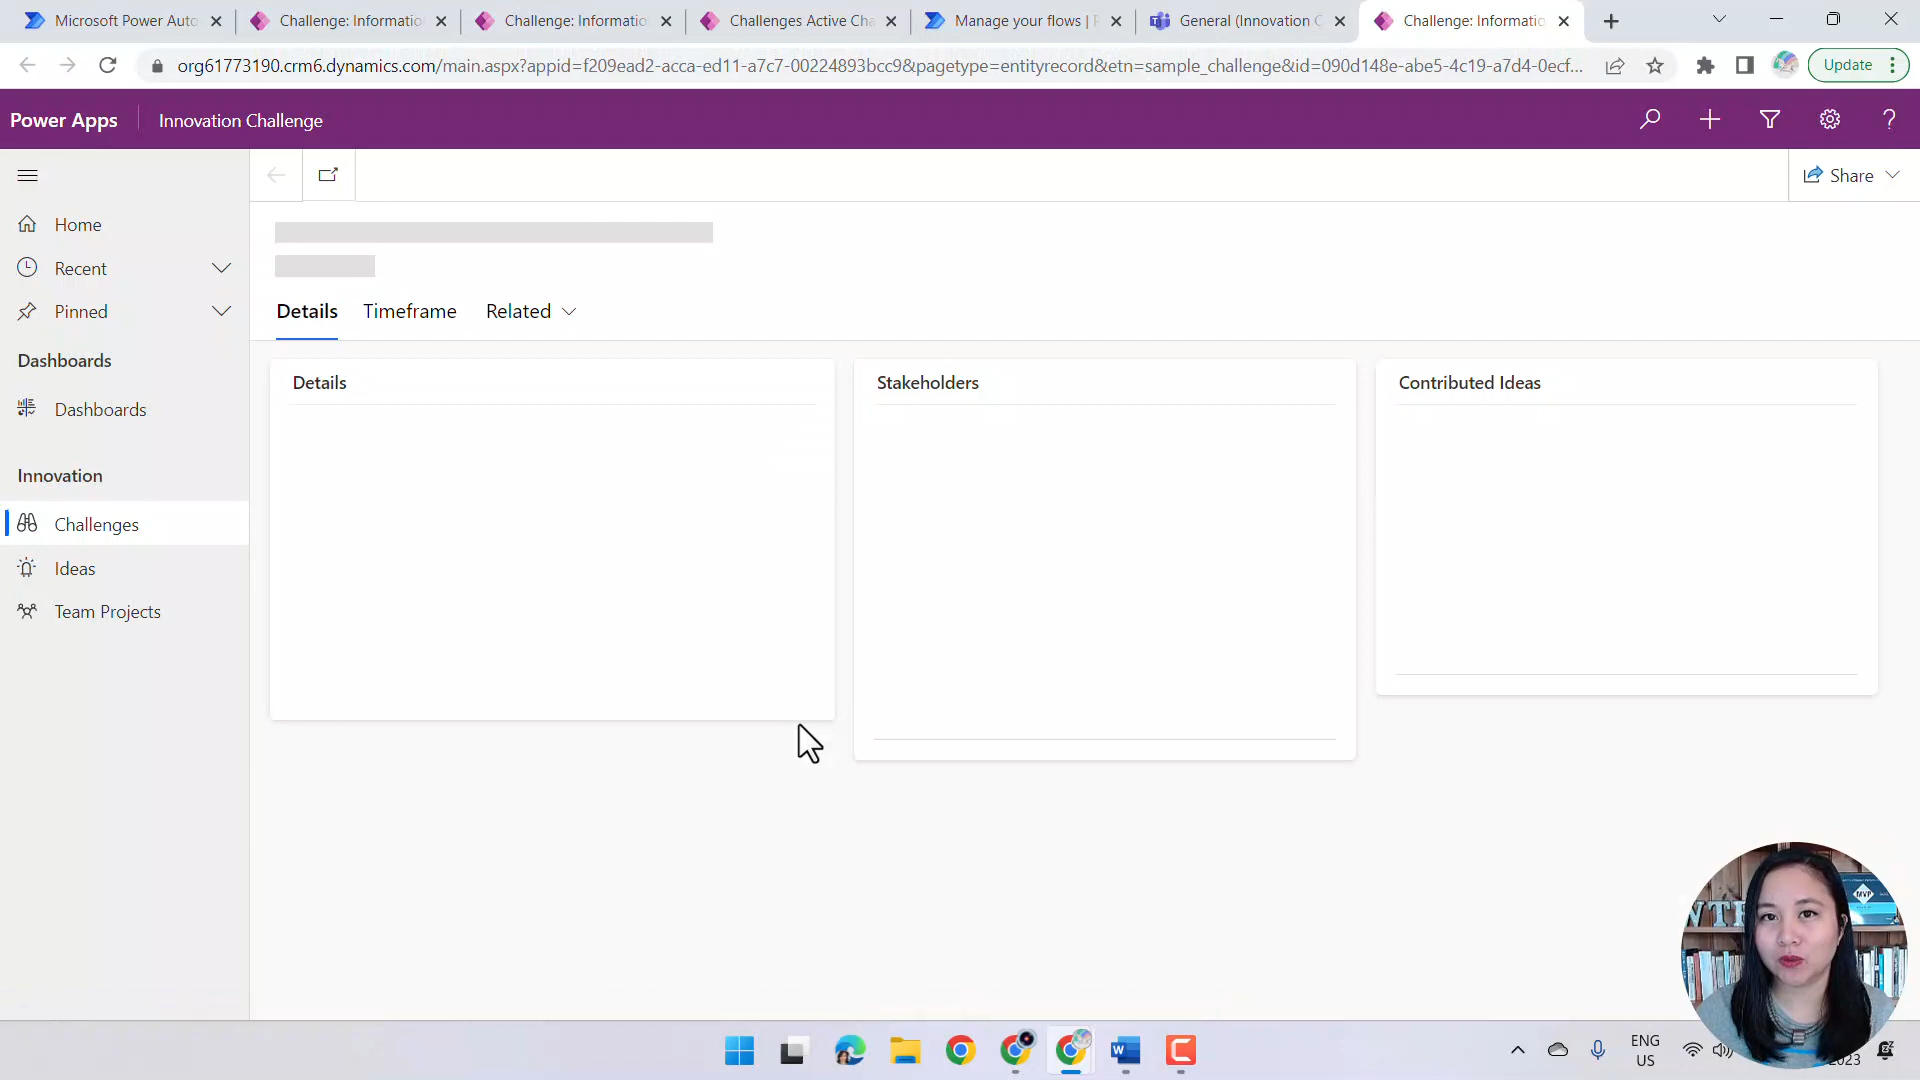 Microsoft Power Auto
Challenge: Informatio
Challenge: Informatio
Challenges Active Cha
Manage your flows |
General (Innovation C
Challenge: Informatio
org61773190.crm6.dynamics.com/main.aspx?appid=f209ead2-acca-ed11-a7c7-00224893bcc9&pagetype=entityrecord&etn=sample_challenge&id=090d148e-abe5-4c19-a7d4-0ecf...
Update
Power Apps
Innovation Challenge
Share
Home
Recent
Pinned
Dashboards
Dashboards
Innovation
Challenges
Ideas
Team Projects
Details
Timeframe
Related
Details
Stakeholders
Contributed Ideas
MVP
ENG
US
2023